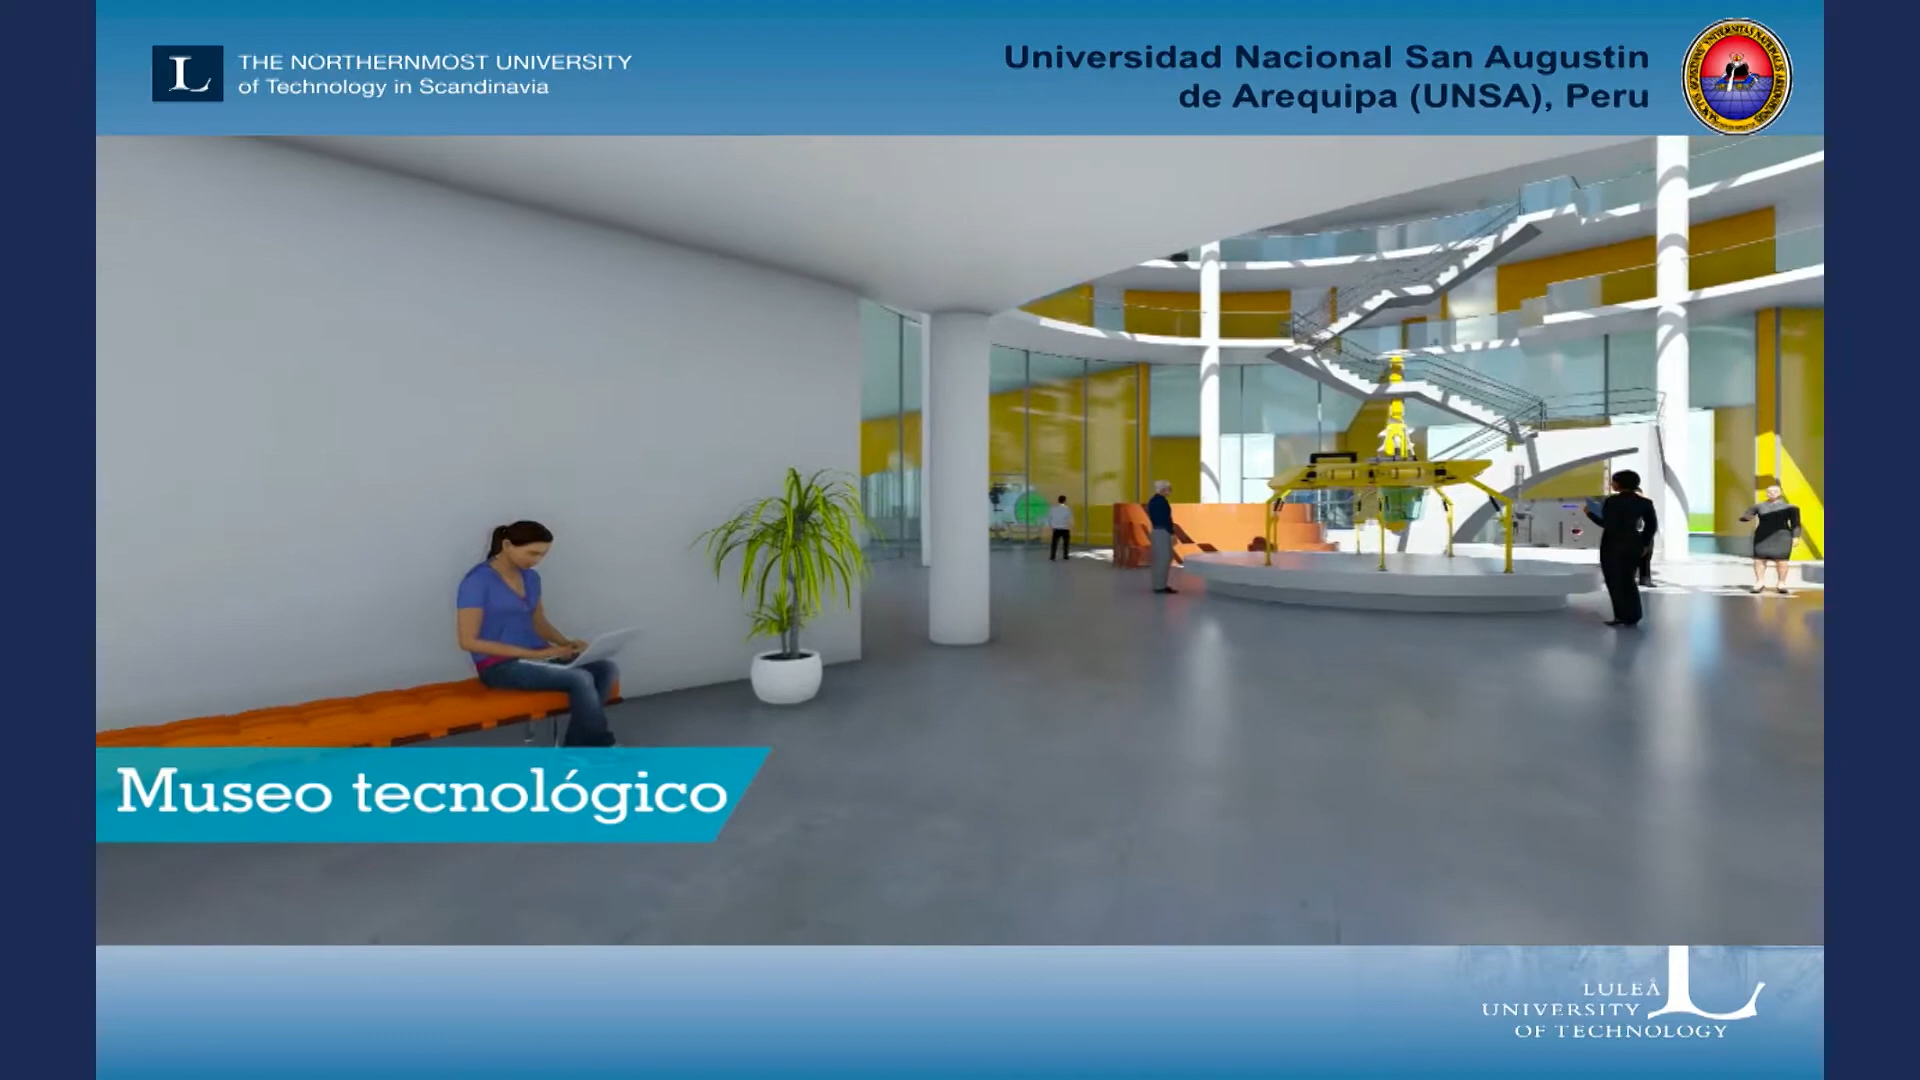 L THE NORTHERNMOST UNIVERSITY
of Technology in Scandinavia
Universidad Nacional San Augustin
de Arequipa (UNSA), Peru
Museo tecnológico
LULEÅ
UNIVERSITY
OF TECHNOLOGY